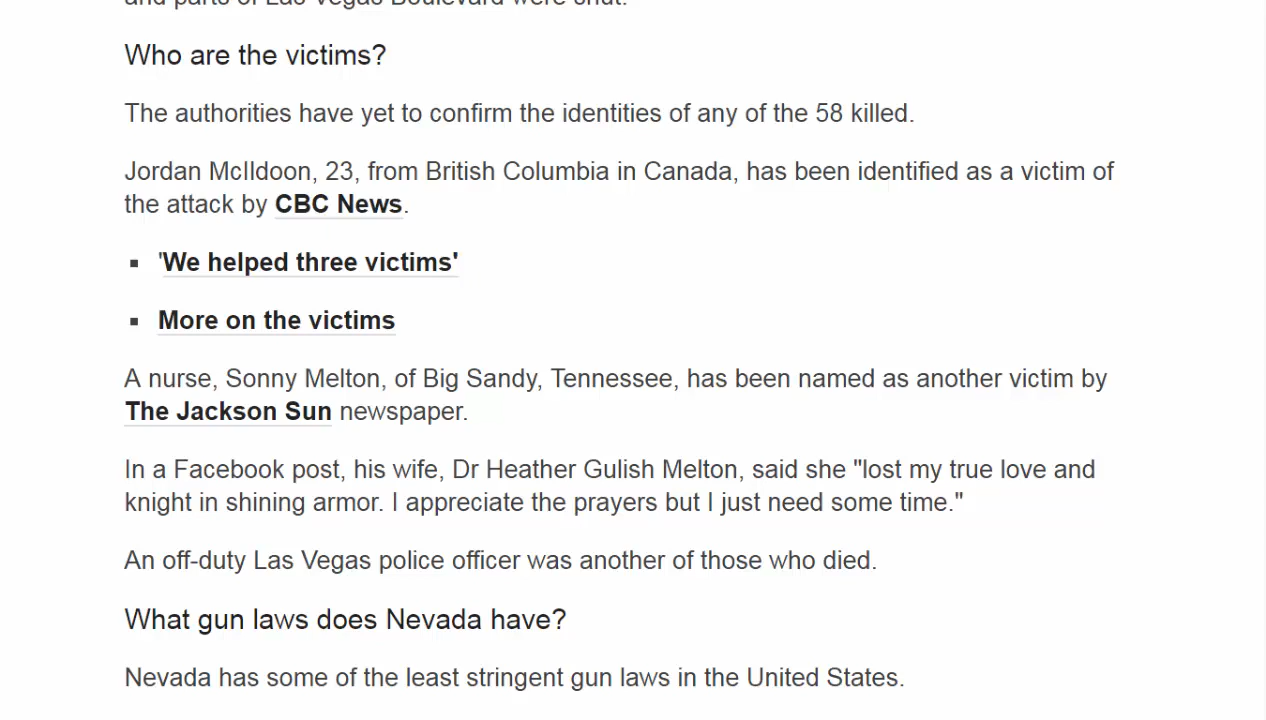 and parts of Las Vegas Boulevard were shut.
Who are the victims?
The authorities have yet to confirm the identities of any of the 58 killed.
Jordan McIldoon, 23, from British Columbia in Canada, has been identified as a victim of
the attack by CBC News.
▪ 'We helped three victims'
▪ More on the victims
A nurse, Sonny Melton, of Big Sandy, Tennessee, has been named as another victim by
The Jackson Sun newspaper.
In a Facebook post, his wife, Dr Heather Gulish Melton, said she "lost my true love and
knight in shining armor. I appreciate the prayers but I just need some time."
An off-duty Las Vegas police officer was another of those who died.
What gun laws does Nevada have?
Nevada has some of the least stringent gun laws in the United States.